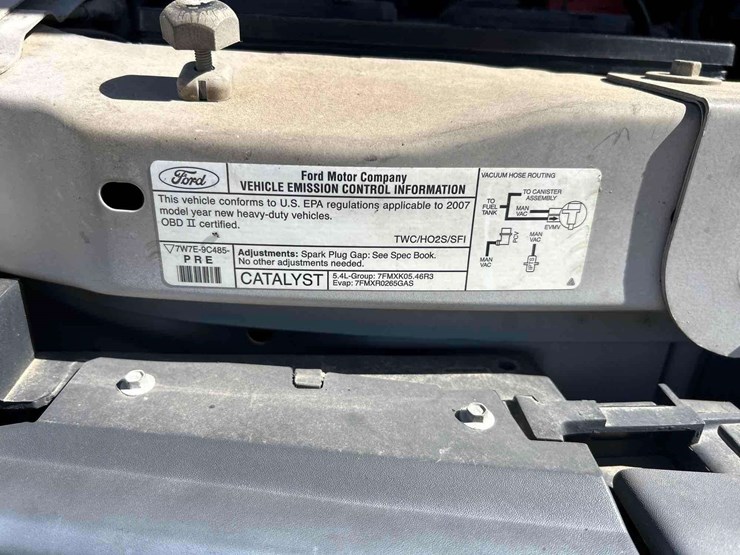 Ford
Ford Motor Company
VEHICLE EMISSION CONTROL INFORMATION
This vehicle conforms to U.S. EPA regulations applicable to 2007
model year new heavy-duty vehicles.
OBD II certified.
TWC/HO2S/SFI
7W7E-9C485-
PRE
Adjustments: Spark Plug Gap: See Spec Book.
No other adjustments needed.
CATALYST
5.4L-Group: 7FMXK05.46R3
Evap: 7FMXR0265GAS
VACUUM HOSE ROUTING
TO CANISTER
ASSEMBLY
TO
FUEL
TANK
MAN
VAC
EVMV
PCV
MAN
VAC
MAN
VAC